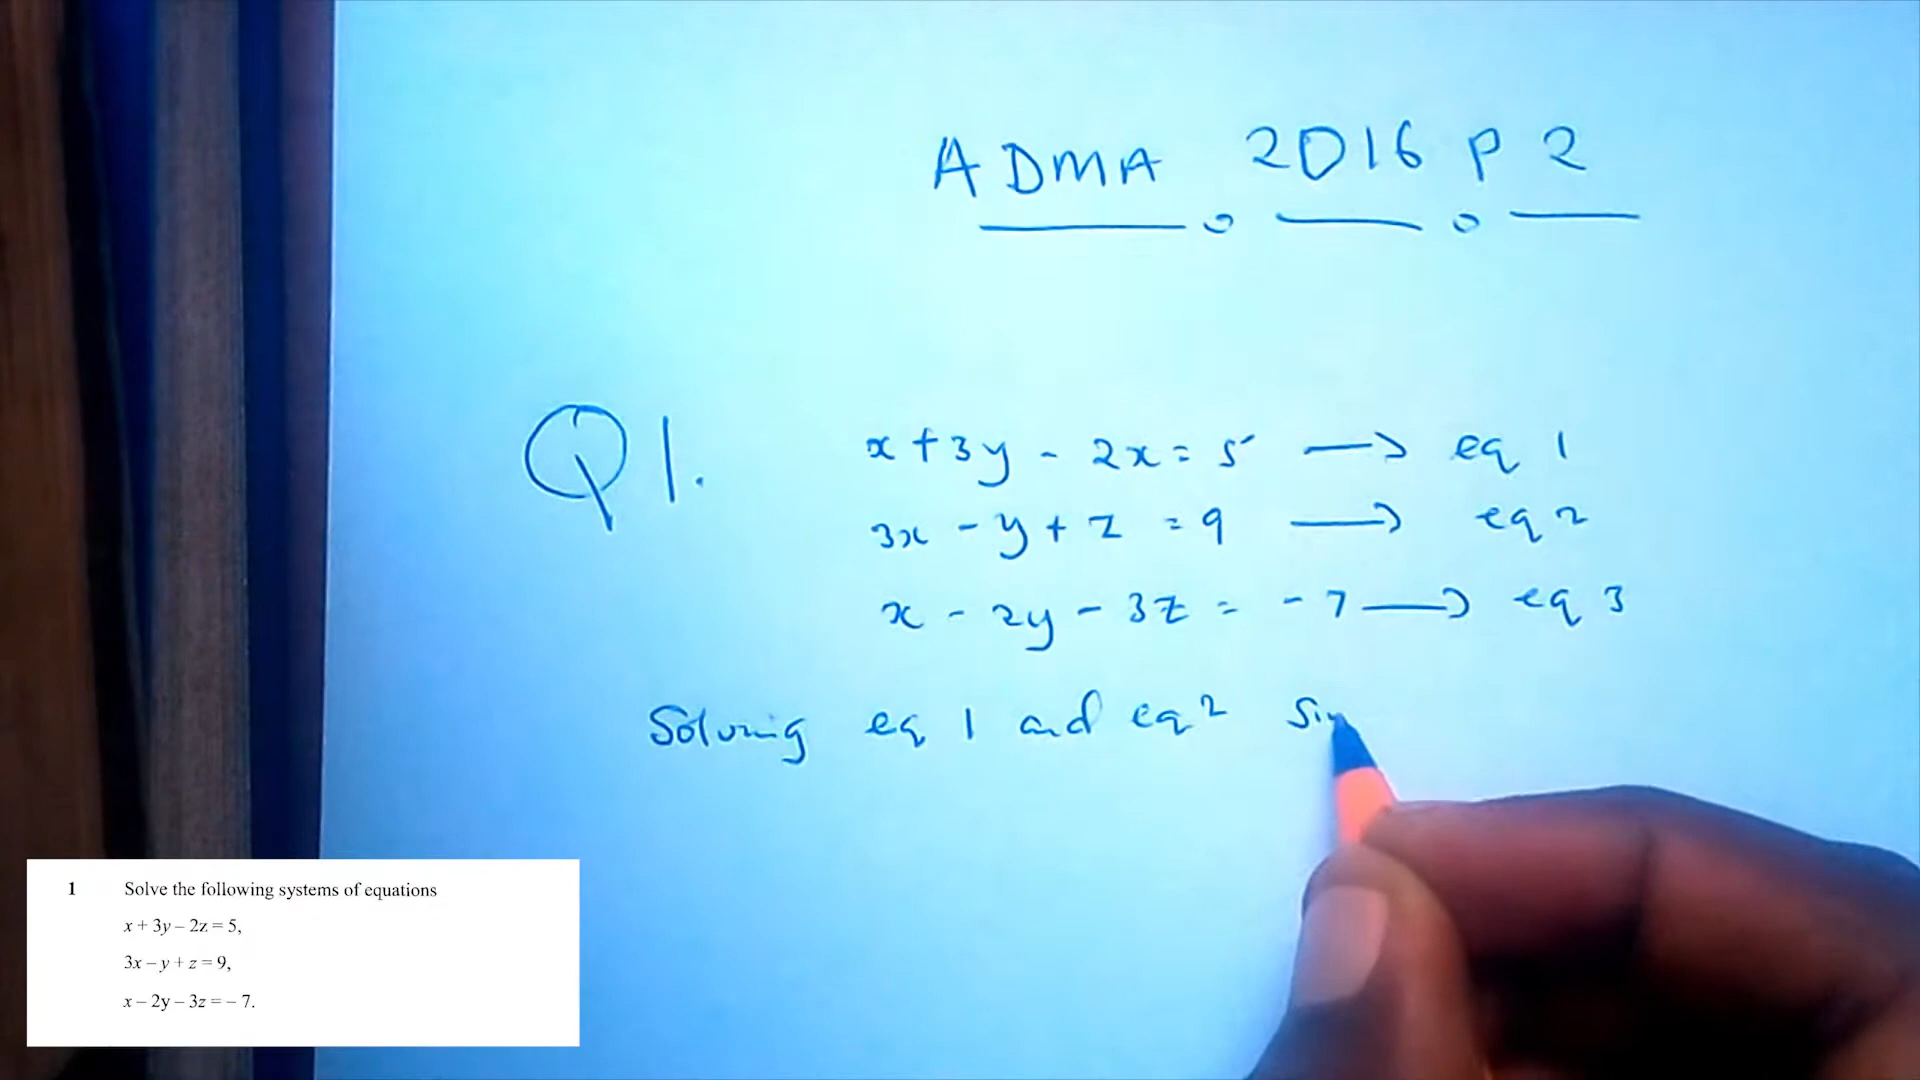 ADMA 2016 P 2
Q1. x + 3y - 2x = 5 → eq 1
3x - y + z = 9 → eq 2
x - 2y - 3z = - 7 → eq 3
Solving eq 1 and eq 2
1 Solve the following systems of equations
x + 3y – 2z = 5,
3x – y + z = 9,
x – 2y – 3z = – 7.